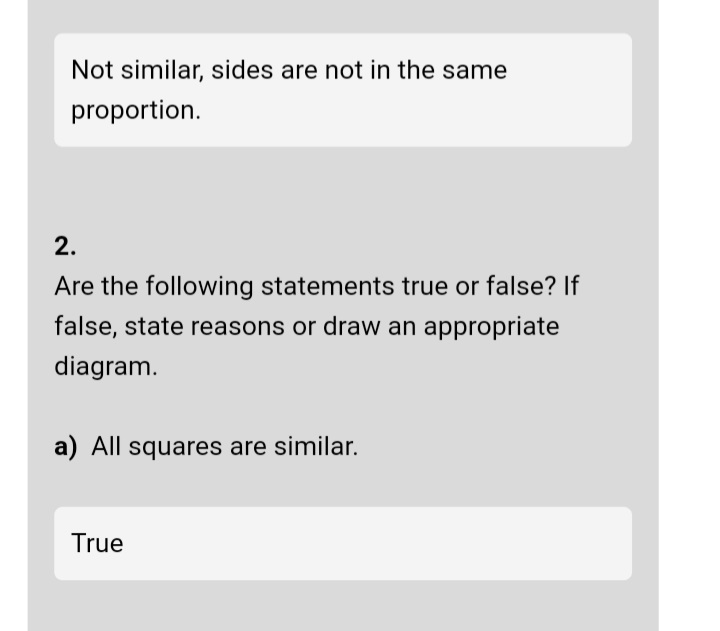 Not similar, sides are not in the same
proportion.
2.
Are the following statements true or false? If
false, state reasons or draw an appropriate
diagram.
a) All squares are similar.
True